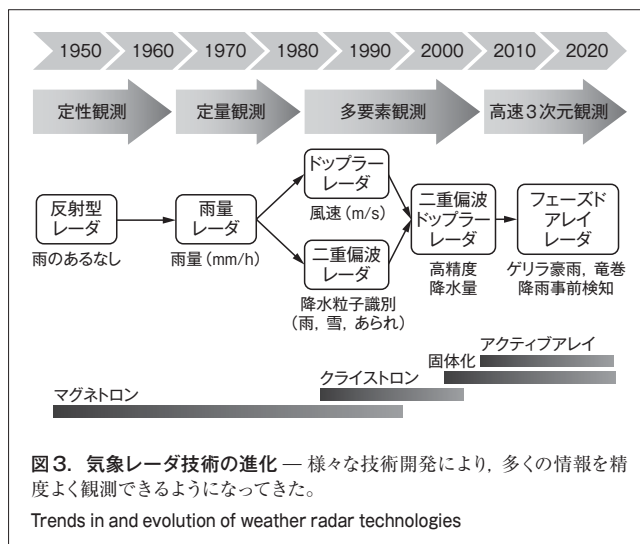 1950 1960 1970 1980 1990 2000 2010 2020
定性観測 定量観測 多要素観測 高速3次元観測
反射型
レーダ
雨のあるなし
雨量
レーダ
雨量(mm/h)
ドップラー
レーダ
風速(m/s)
二重偏波
レーダ
降水粒子識別
(雨, 雪, あられ)
二重偏波
ドップラー
レーダ
高精度
降水量
フェーズド
アレイ
レーダ
ゲリラ豪雨, 竜巻
降雨事前検知
アクティブアレイ
固体化
クライストロン
マグネトロン
図3. 気象レーダ技術の進化 — 様々な技術開発により, 多くの情報を精
度よく観測できるようになってきた。
Trends in and evolution of weather radar technologies